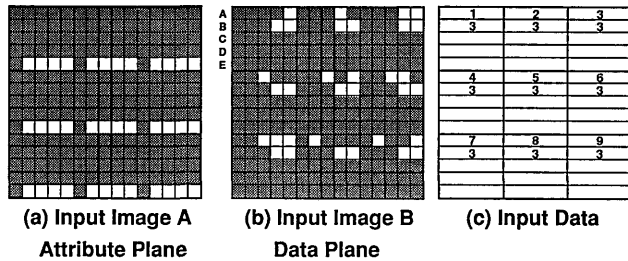 A
B
C
D
E
1 2 3
3 3 3
4 5 6
3 3 3
7 8 9
3 3 3
(a) Input Image A
Attribute Plane
(b) Input Image B
Data Plane
(c) Input Data